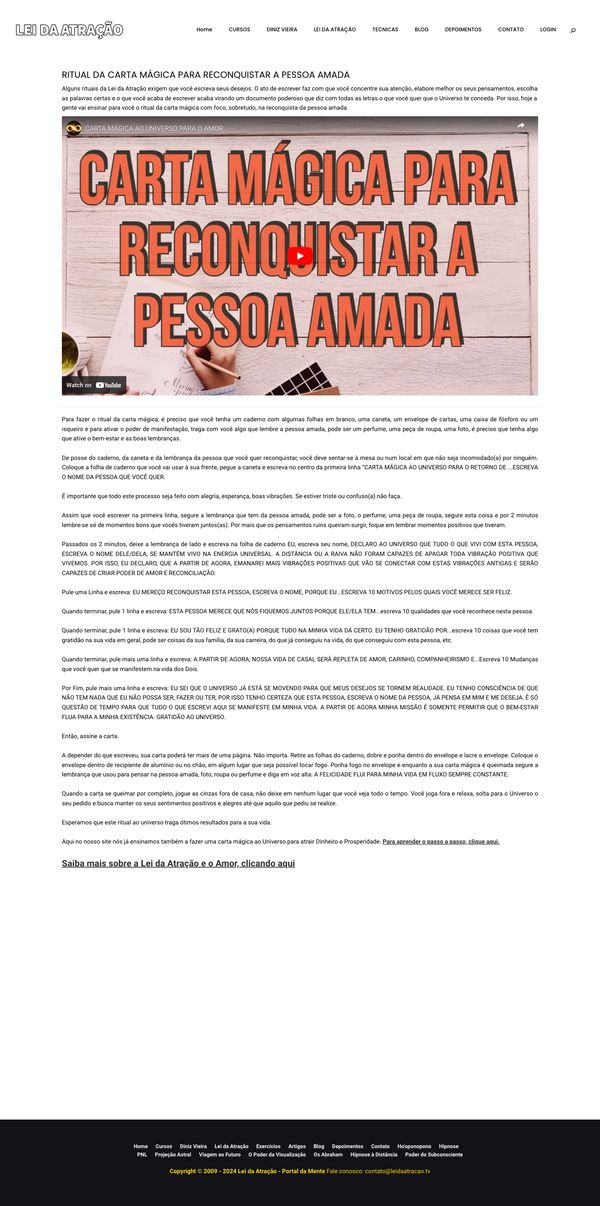 LEI DA ATRAÇÃO
Home CURSOS DINIZ VIEIRA LEI DA ATRAÇÃO TECNICAS BLOG DEPOIMENTOS CONTATO LOGIN
RITUAL DA CARTA MÁGICA PARA RECONQUISTAR A PESSOA AMADA
Alguns rituais da Lei da Atração exigem que você escreva seus desejos. O ato de escrever faz com que você concentre sua atenção, elabore melhor os seus pensamentos, escolha
as palavras certas e o que você acaba de escrever acaba virando um documento poderoso que diz com todas as letras o que você quer que o Universo te conceda. Por isso, hoje a
gente vai ensinar para você o ritual da carta mágica com foco, sobretudo, na reconquista da pessoa amada.
CARTA MÁGICA AO UNIVERSO PARA O AMOR
CARTA MÁGICA PARA
RECONQUISTAR A
PESSOA AMADA
Watch on YouTube
Para fazer o ritual da carta mágica, é preciso que você tenha um caderno com algumas folhas em branco, uma caneta, um envelope de cartas, uma caixa de fósforo ou um
isqueiro e para ativar o poder de manifestação, traga com você algo que lembre a pessoa amada, pode ser um perfume, uma peça de roupa, uma foto, é preciso que tenha algo
que ative o bem-estar e as boas lembranças.
De posse do caderno, da caneta e da lembrança da pessoa que você quer reconquistar, você deve sentar-se à mesa ou num local em que não seja incomodado(a) por ninguém.
Coloque a folha de caderno que você vai usar à sua frente, pegue a caneta e escreva no centro da primeira linha “CARTA MÁGICA AO UNIVERSO PARA O RETORNO DE ...ESCREVA
O NOME DA PESSOA QUE VOCÊ QUER.
É importante que todo este processo seja feito com alegria, esperança, boas vibrações. Se estiver triste ou confuso(a) não faça.
Assim que você escrever na primeira linha, segure a lembrança que tem da pessoa amada, pode ser a foto, o perfume, uma peça de roupa, segure esta coisa e por 2 minutos
lembre-se só de momentos bons que vocês tiveram juntos(as). Por mais que os pensamentos ruins queiram surgir, foque em lembrar momentos positivos que tiveram.
Passados os 2 minutos, deixe a lembrança de lado e escreva na folha de caderno EU, escreva seu nome, DECLARO AO UNIVERSO QUE TUDO O QUE VIVI COM ESTA PESSOA,
ESCREVA O NOME DELE/DELA, SE MANTÉM VIVO NA ENERGIA UNIVERSAL. A DISTÂNCIA OU A RAIVA NÃO FORAM CAPAZES DE APAGAR TODA VIBRAÇÃO POSITIVA QUE
VIVEMOS. POR ISSO, EU DECLARO, QUE A PARTIR DE AGORA, EMANAREI MAIS VIBRAÇÕES POSITIVAS QUE VÃO SE CONECTAR COM ESTAS VIBRAÇÕES ANTIGAS E SERÃO
CAPAZES DE CRIAR PODER DE AMOR E RECONCILIAÇÃO.
Pule uma Linha e escreva: EU MEREÇO RECONQUISTAR ESTA PESSOA, ESCREVA O NOME, PORQUE EU...ESCREVA 10 MOTIVOS PELOS QUAIS VOCÊ MERECE SER FELIZ.
Quando terminar, pule 1 linha e escreva: ESTA PESSOA MERECE QUE NÓS FIQUEMOS JUNTOS PORQUE ELE/ELA TEM...escreva 10 qualidades que você reconhece nesta pessoa.
Quando terminar, pule 1 linha e escreva: EU SOU TÃO FELIZ E GRATO(A) PORQUE TUDO NA MINHA VIDA DÁ CERTO. EU TENHO GRATIDÃO POR...escreva 10 coisas que você tem
gratidão na sua vida em geral, pode ser coisas da sua família, da sua carreira, do que já conseguiu na vida, do que conseguiu com esta pessoa, etc.
Quando terminar, pule mais uma linha e escreva: A PARTIR DE AGORA, NOSSA VIDA DE CASAL SERÁ REPLETA DE AMOR, CARINHO, COMPANHEIRISMO E...Escreva 10 Mudanças
que você quer que se manifestem na vida dos Dois.
Por Fim, pule mais uma linha e escreva: EU SEI QUE O UNIVERSO JÁ ESTÁ SE MOVENDO PARA QUE MEUS DESEJOS SE TORNEM REALIDADE. EU TENHO CONSCIÊNCIA DE QUE
NÃO TEM NADA QUE EU NÃO POSSA SER, FAZER OU TER, POR ISSO TENHO CERTEZA QUE ESTA PESSOA, ESCREVA O NOME DA PESSOA, JÁ PENSA EM MIM E ME DESEJA. É SÓ
QUESTÃO DE TEMPO PARA QUE TUDO O QUE ESCREVI AQUI SE MANIFESTE EM MINHA VIDA. A PARTIR DE AGORA MINHA MISSÃO É SOMENTE PERMITIR QUE O BEM-ESTAR
FLUA PARA A MINHA EXISTÊNCIA. GRATIDÃO AO UNIVERSO.
Então, assine a carta.
A depender do que escreveu, sua carta poderá ter mais de uma página. Não importa. Retire as folhas do caderno, dobre e ponha dentro do envelope e lacre o envelope. Coloque o
envelope dentro de recipiente de alumínio ou no chão, em algum lugar que seja possível tocar fogo. Ponha fogo no envelope e enquanto a sua carta mágica é queimada segure a
lembrança que usou para pensar na pessoa amada, foto, roupa ou perfume e diga em voz alta: A FELICIDADE FLUI PARA MINHA VIDA EM FLUXO SEMPRE CONSTANTE.
Quando a carta se queimar por completo, jogue as cinzas fora de casa, não deixe em nenhum lugar que você veja todo o tempo. Você joga fora e relaxa, solta para o Universo o
seu pedido e busca manter os seus sentimentos positivos e alegres até que aquilo que pediu se realize.
Esperamos que este ritual ao universo traga ótimos resultados para a sua vida.
Aqui no nosso site nós já ensinamos também a fazer uma carta mágica ao Universo para atrair Dinheiro e Prosperidade. Para aprender o passo a passo, clique aqui.
Saiba mais sobre a Lei da Atração e o Amor, clicando aqui
Home Cursos Diniz Vieira Lei da Atração Exercícios Artigos Blog Depoimentos Contato Ho'oponopono Hipnose
PNL Projeção Astral Viagem ao Futuro O Poder da Visualização Os Abraham Hipnose à Distância Poder do Subconsciente
Copyright © 2009 - 2024 Lei da Atração - Portal da Mente Fale conosco: contato@leidaatracao.tv